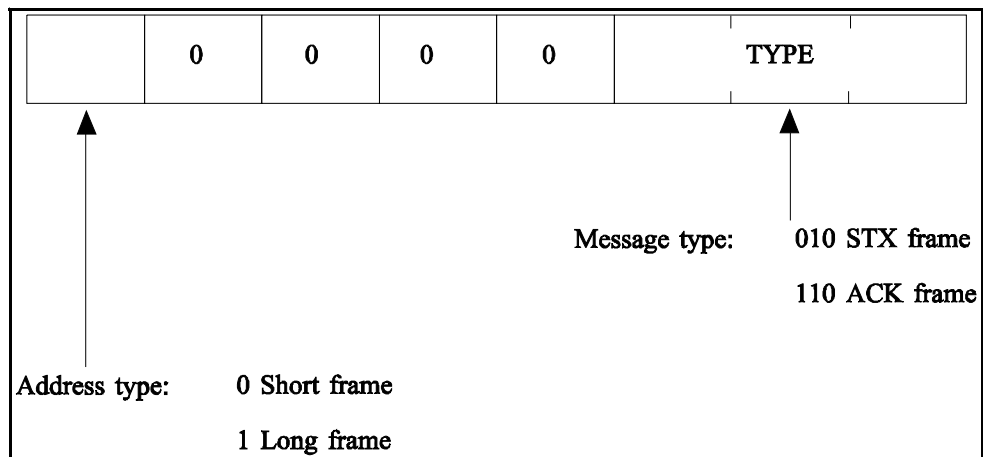 0 0 0 0 TYPE
Message type: 010 STX frame
110 ACK frame
Address type: 0 Short frame
1 Long frame